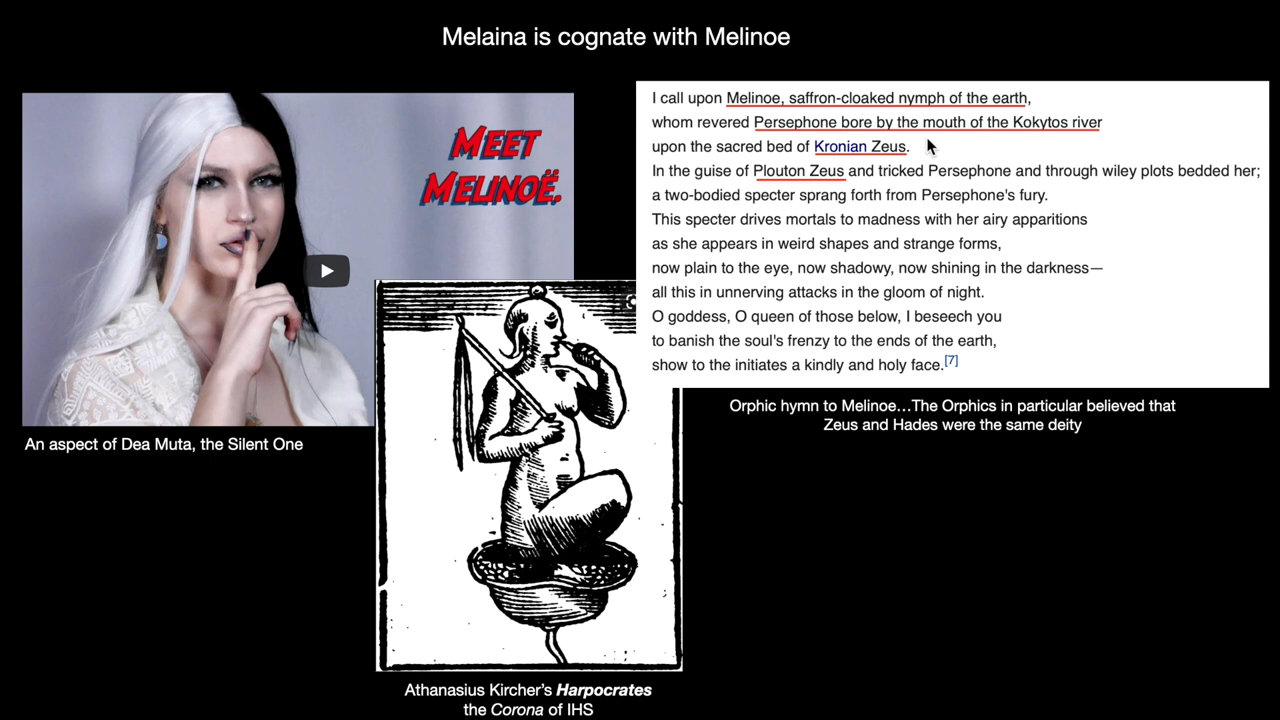 Melaina is cognate with Melinoe
MEET
MELINOË.
An aspect of Dea Muta, the Silent One
I call upon Melinoe, saffron-cloaked nymph of the earth,
whom revered Persephone bore by the mouth of the Kokytos river
upon the sacred bed of Kronian Zeus.
In the guise of Plouton Zeus and tricked Persephone and through wiley plots bedded her;
a two-bodied specter sprang forth from Persephone's fury.
This specter drives mortals to madness with her airy apparitions
as she appears in weird shapes and strange forms,
now plain to the eye, now shadowy, now shining in the darkness—
all this in unnerving attacks in the gloom of night.
O goddess, O queen of those below, I beseech you
to banish the soul's frenzy to the ends of the earth,
show to the initiates a kindly and holy face.[7]
Orphic hymn to Melinoe…The Orphics in particular believed that
Zeus and Hades were the same deity
Athanasius Kircher’s Harpocrates
the Corona of IHS